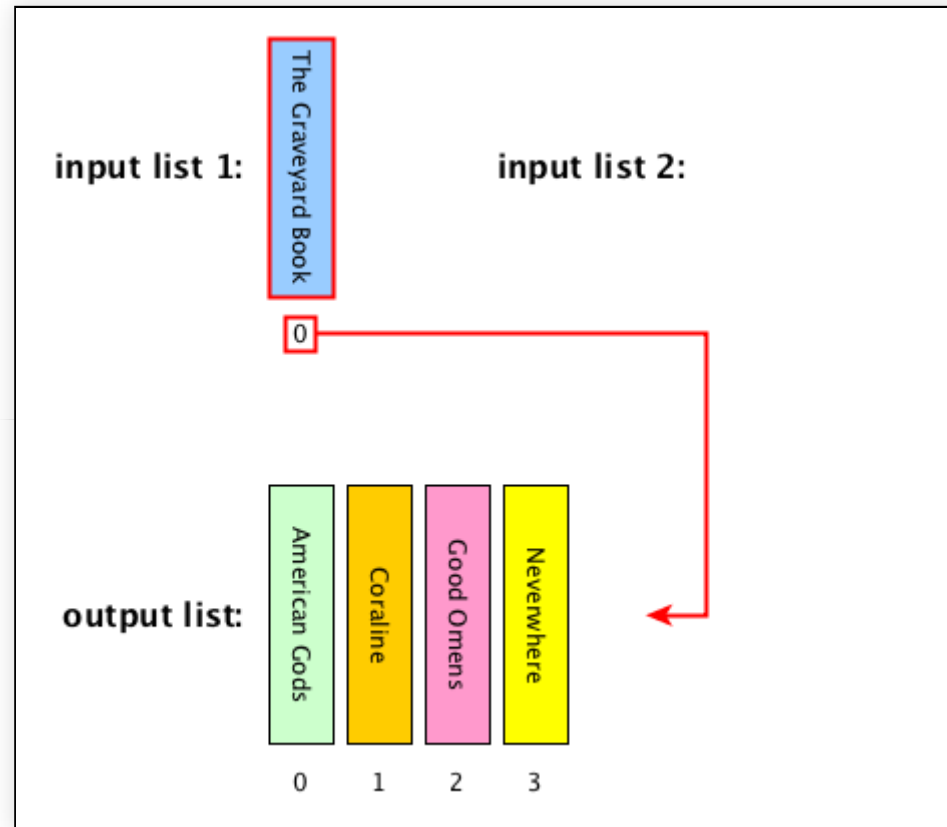 The Graveyard Book
input list 1:
input list 2:
0
American Gods
Coraline
Good Omens
Neverwhere
output list:
0 1 2 3